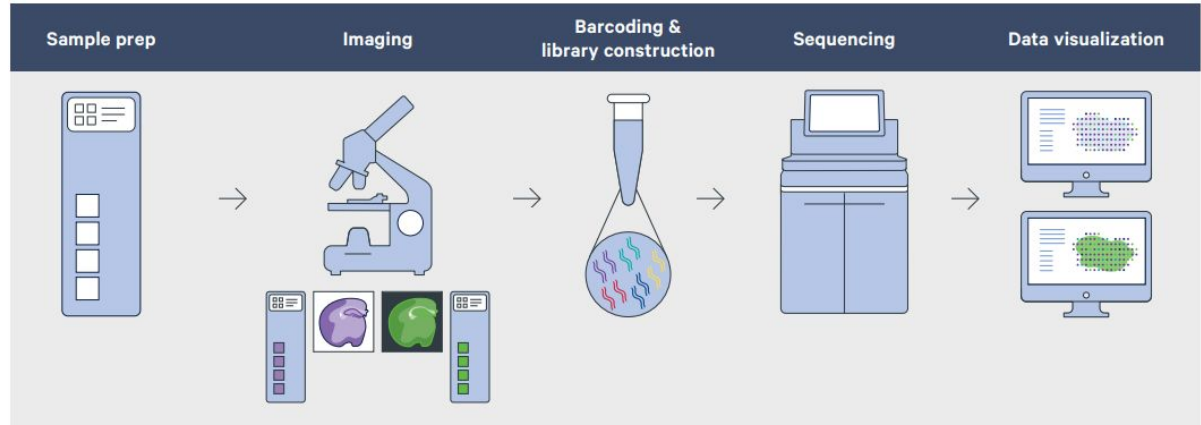 Sample prep
Imaging
Barcoding &
library construction
Sequencing
Data visualization